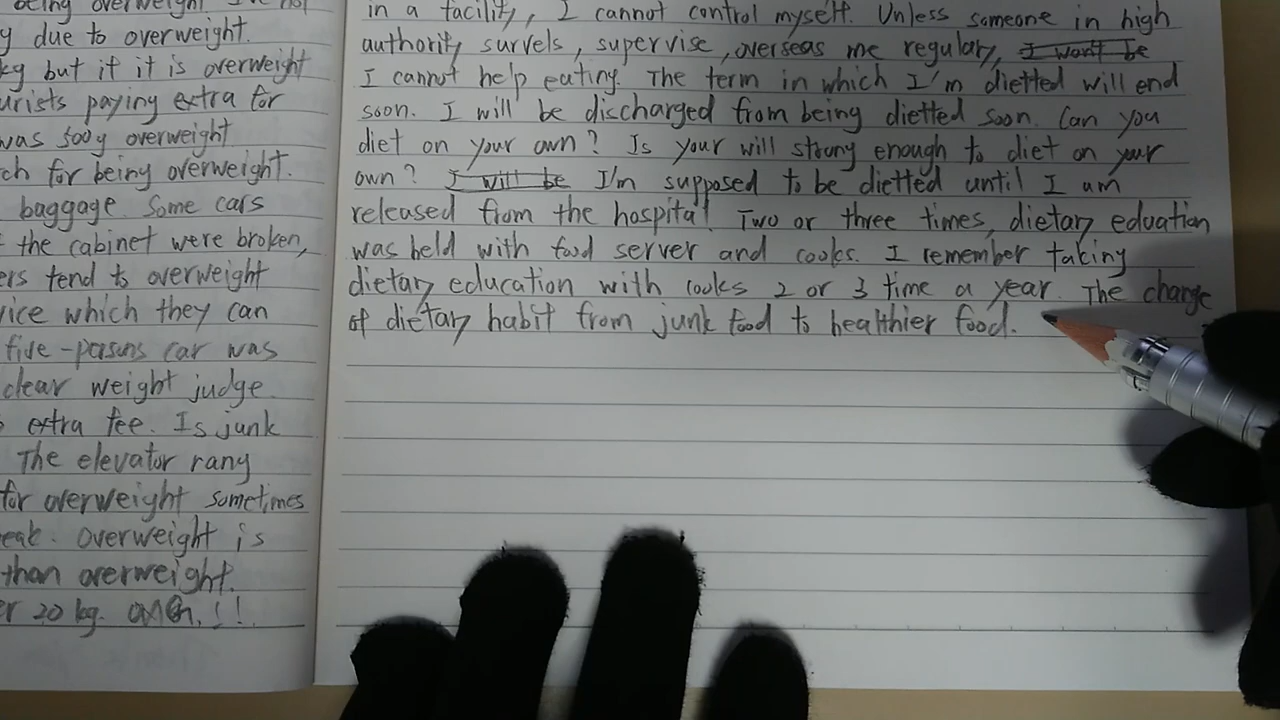 being overweight I've not
y due to overweight.
kg but if it is overweight
urists paying extra for
was 500g overweight
ch for being overweight.
baggage. Some cars
the cabinet were broken,
ers tend to overweight
vice which they can
five-persons car was
clear weight judge.
extra fee. Is junk
The elevator rang
for overweight sometimes
eak. Overweight is
than overweight.
er 20 kg. OMG.!!
in a facility, I cannot control myself. Unless someone in high
authority survels, supervise, overseas me regular, I won't be
I cannot help eating. The term in which I'm dietted will end
soon. I will be discharged from being dietted soon. Can you
diet on your own? Is your will strong enough to diet on your
own? I will be I'm supposed to be dietted until I am
released from the hospital. Two or three times, dietary eduation
was held with food server and cooks. I remember taking
dietary education with cooks 2 or 3 time a year. The change
of dietary habit from junk food to healthier food.